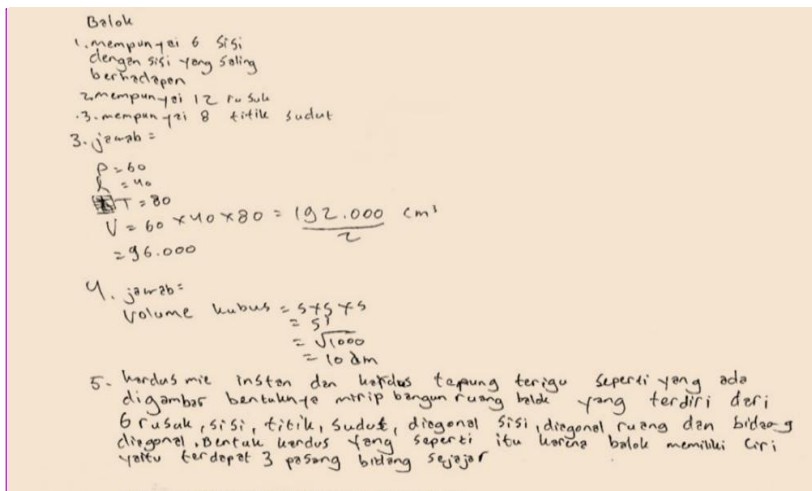 Balok
1. mempunyai 6 sisi
dengan sisi yang saling
berhadapan
2. mempunyai 12 rusuk
3. mempunyai 8 titik sudut
3. jawab =
P = 60
l = 40
T = 80
V = 60 x 40 x 80 = 192.000 cm³
2
= 96.000
4. jawab =
Volume kubus = s x s x s
= s³
= √1000
= 10 dm
5. kardus mie instan dan kardus tepung terigu seperti yang ada
digambar bentuknya mirip bangun ruang balok yang terdiri dari
6 rusuk, sisi, titik, sudut, diagonal sisi, diagonal ruang dan bidang
diagonal, Bentuk kardus yang seperti itu karena balok memiliki ciri
yaitu terdapat 3 pasang bidang sejajar